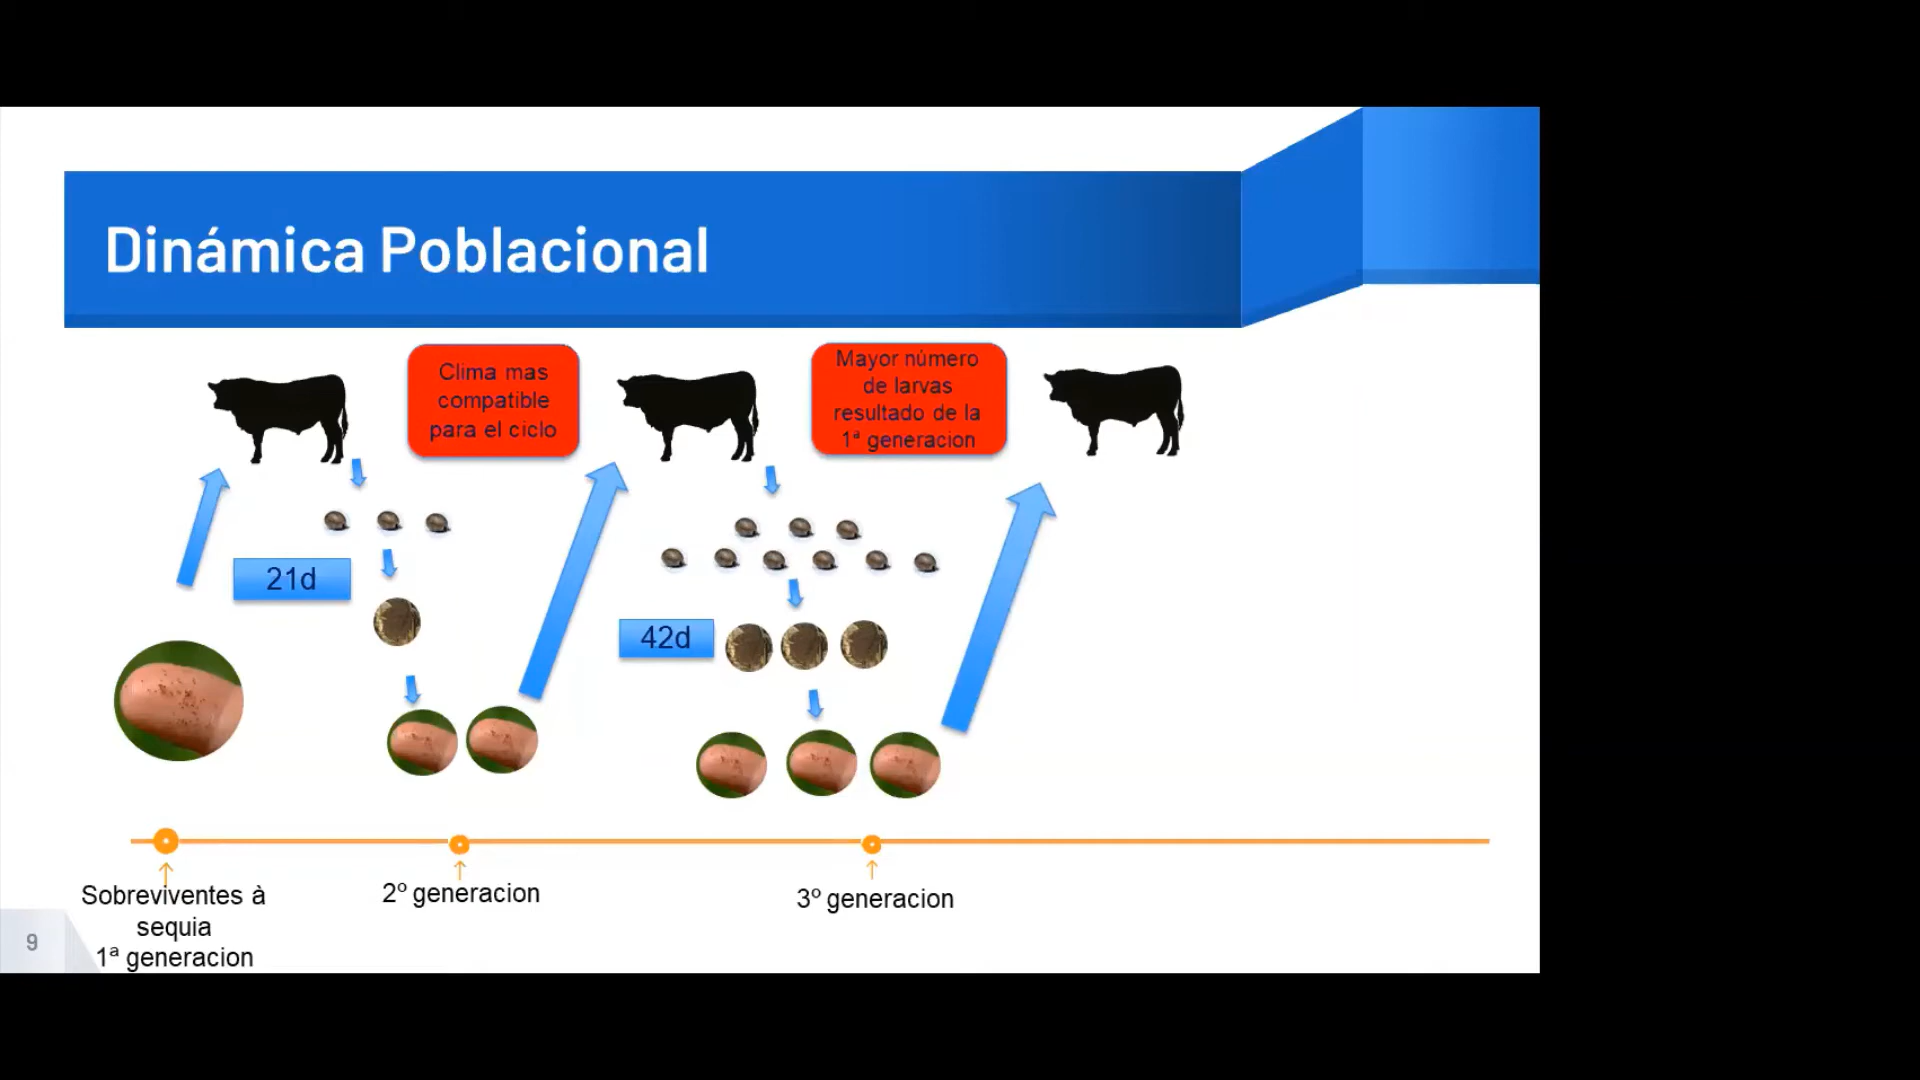 Dinámica Poblacional
Clima mas
compatible
para el ciclo
Mayor número
de larvas
resultado de la
1ª generacion
21d
42d
Sobreviventes à
sequia
1ª generacion
2º generacion
3º generacion
9